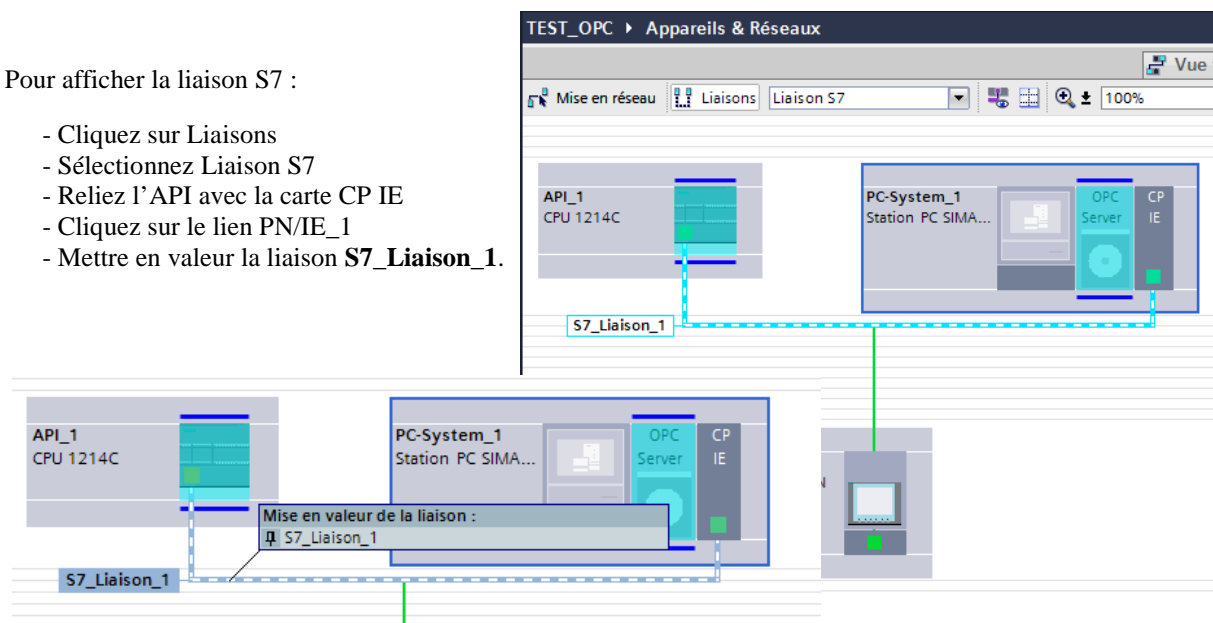 Pour afficher la liaison S7 :
- Cliquez sur Liaisons
- Sélectionnez Liaison S7
- Reliez l’API avec la carte CP IE
- Cliquez sur le lien PN/IE_1
- Mettre en valeur la liaison S7_Liaison_1.
TEST_OPC ▸ Appareils & Réseaux
Vue
Mise en réseau Liaisons Liaison S7 100%
API_1
CPU 1214C
PC-System_1
Station PC SIMA...
OPC
Server
CP
IE
S7_Liaison_1
API_1
CPU 1214C
PC-System_1
Station PC SIMA...
OPC
Server
CP
IE
Mise en valeur de la liaison :
S7_Liaison_1
S7_Liaison_1